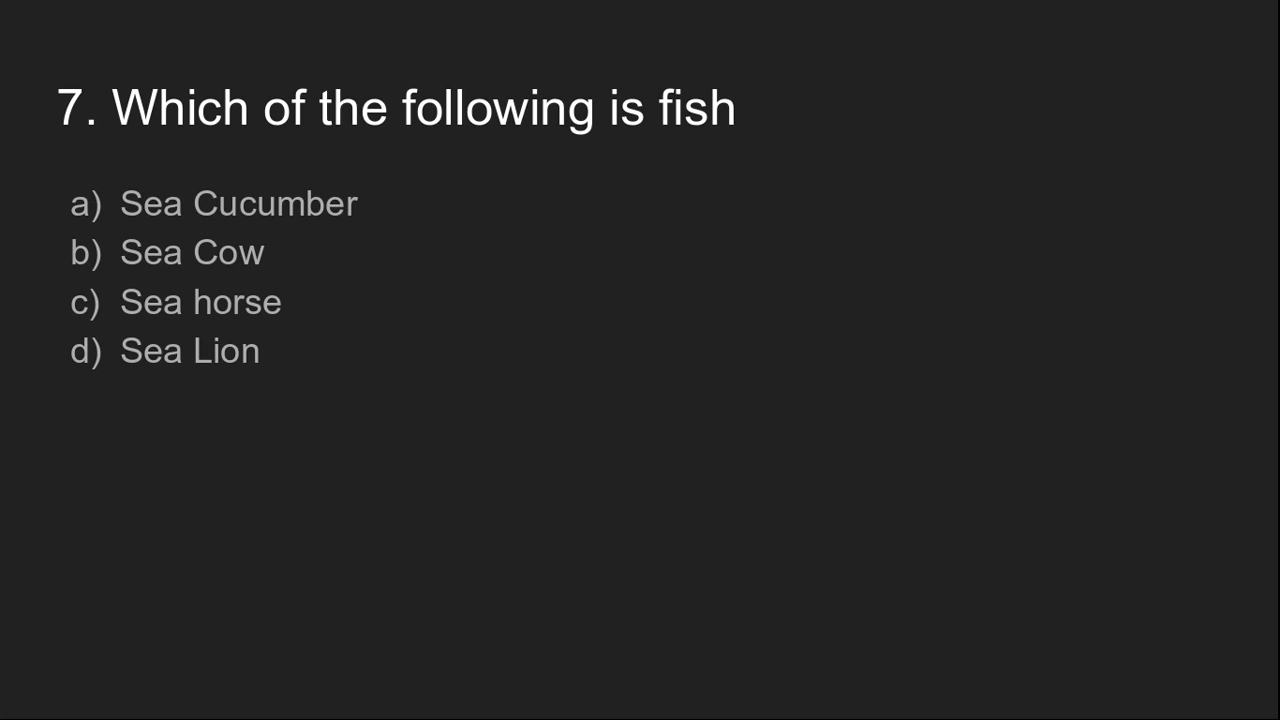 7. Which of the following is fish
a) Sea Cucumber
b) Sea Cow
c) Sea horse
d) Sea Lion